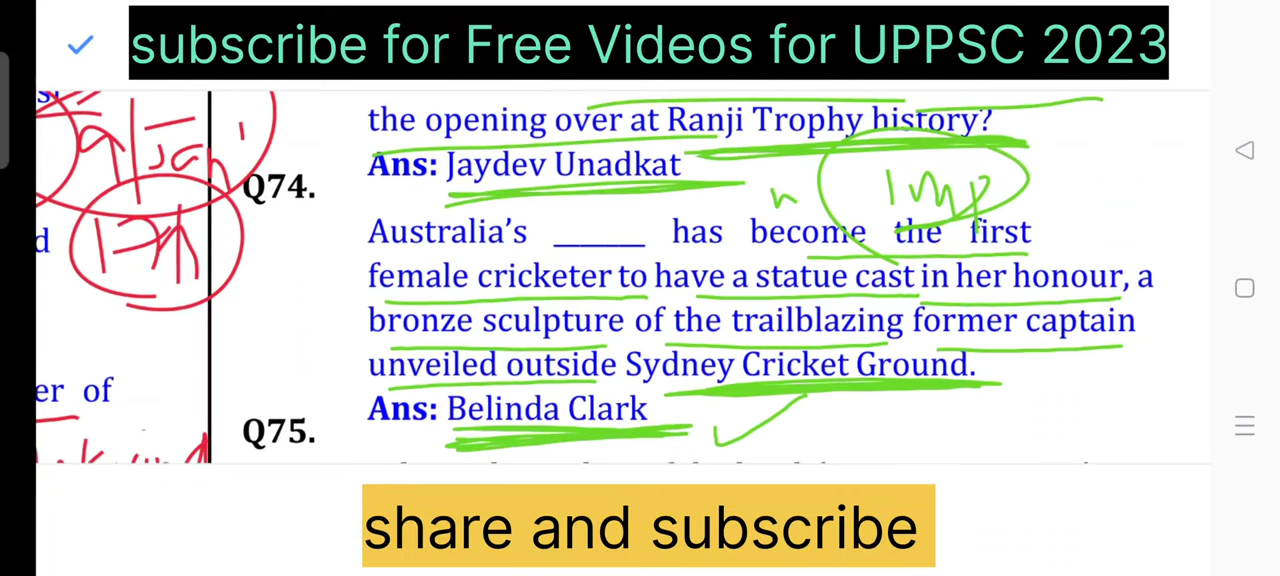 subscribe for Free Videos for UPPSC 2023
the opening over at Ranji Trophy history?
Ans: Jaydev Unadkat
Q74.
Imp
Australia's ______ has become the first
female cricketer to have a statue cast in her honour, a
bronze sculpture of the trailblazing former captain
unveiled outside Sydney Cricket Ground.
er of
Ans: Belinda Clark
Q75.
share and subscribe